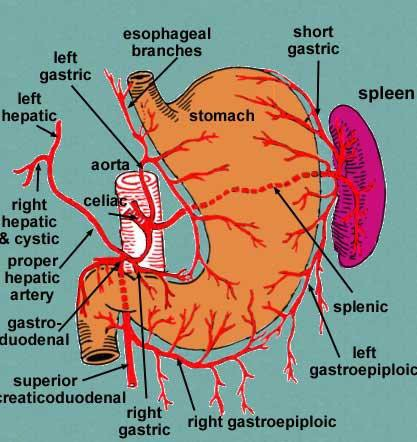 esophageal
branches
short
gastric
left
gastric
spleen
left
hepatic
stomach
aorta
celiac
right
hepatic
& cystic
proper
hepatic
artery
splenic
gastro-
duodenal
left
gastroepiploic
superior
creaticoduodenal
right
gastric
right gastroepiploic